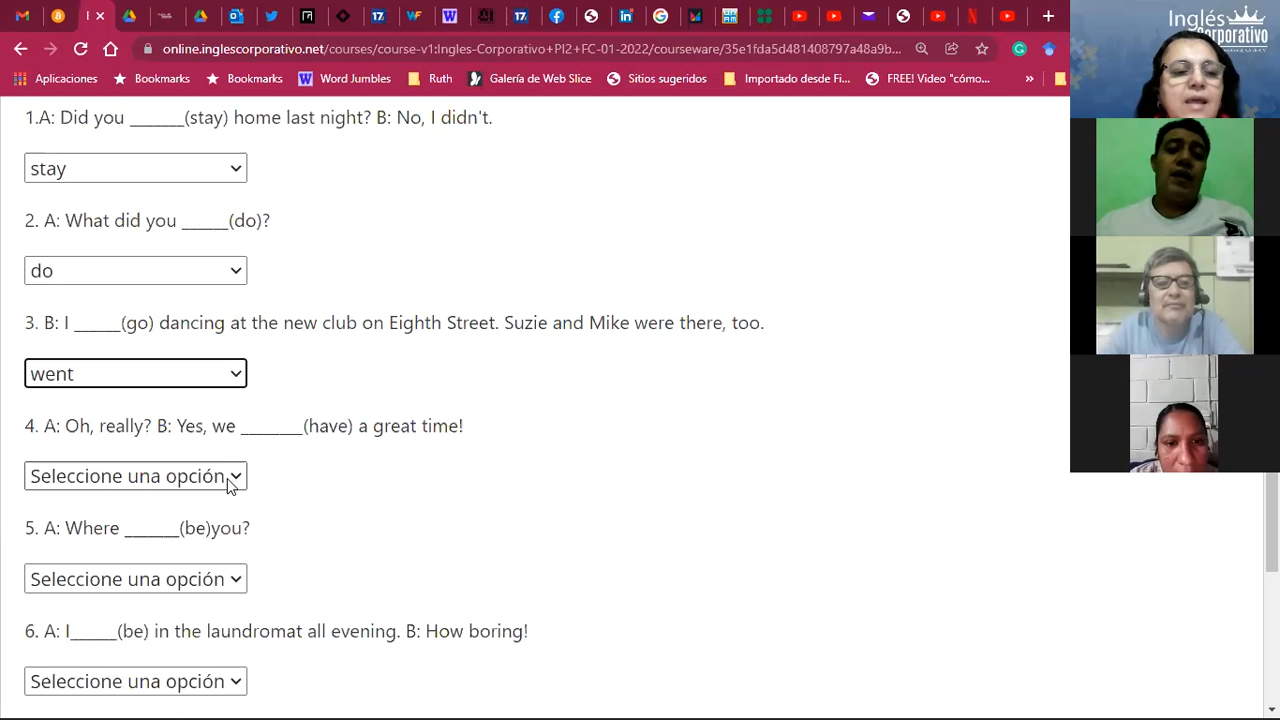 online.inglescorporativo.net/courses/course-v1:Ingles-Corporativo+PI2+FC-01-2022/courseware/35e1fda5d481408797a48a9b...
Aplicaciones Bookmarks Bookmarks Word Jumbles Ruth Galería de Web Slice Sitios sugeridos Importado desde Fi... FREE! Video "cómo... »
Inglés
Corporativo
1.A: Did you _______(stay) home last night? B: No, I didn't.
stay
2. A: What did you ______(do)?
do
3. B: I ______(go) dancing at the new club on Eighth Street. Suzie and Mike were there, too.
went
4. A: Oh, really? B: Yes, we ________(have) a great time!
Seleccione una opción
5. A: Where _______(be)you?
Seleccione una opción
6. A: I______(be) in the laundromat all evening. B: How boring!
Seleccione una opción